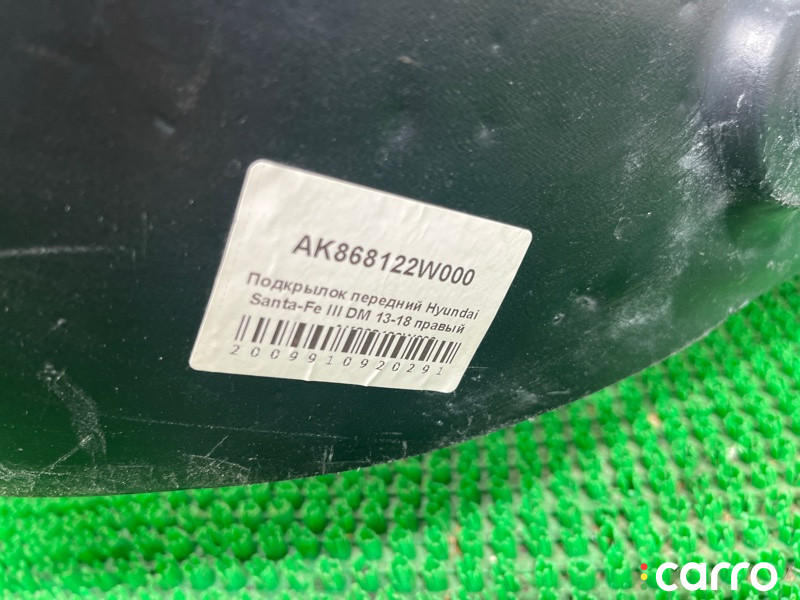 AK868122W000
Подкрылок передний Hyundai
Santa-Fe III DM 13-18 правый
2009910920291
carro